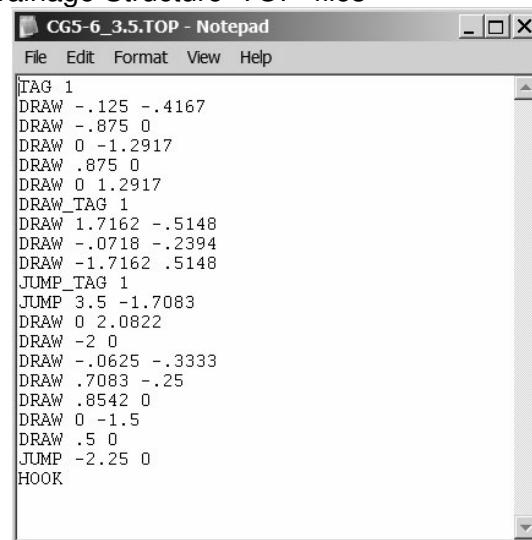 Drainage Structure "TOP" files
CG5-6_3.5.TOP - Notepad
File Edit Format View Help
TAG 1
DRAW -.125 -.4167
DRAW -.875 0
DRAW 0 -1.2917
DRAW .875 0
DRAW 0 1.2917
DRAW_TAG 1
DRAW 1.7162 -.5148
DRAW -.0718 -.2394
DRAW -1.7162 .5148
JUMP_TAG 1
JUMP 3.5 -1.7083
DRAW 0 2.0822
DRAW -2 0
DRAW -.0625 -.3333
DRAW .7083 -.25
DRAW .8542 0
DRAW 0 -1.5
DRAW .5 0
JUMP -2.25 0
HOOK